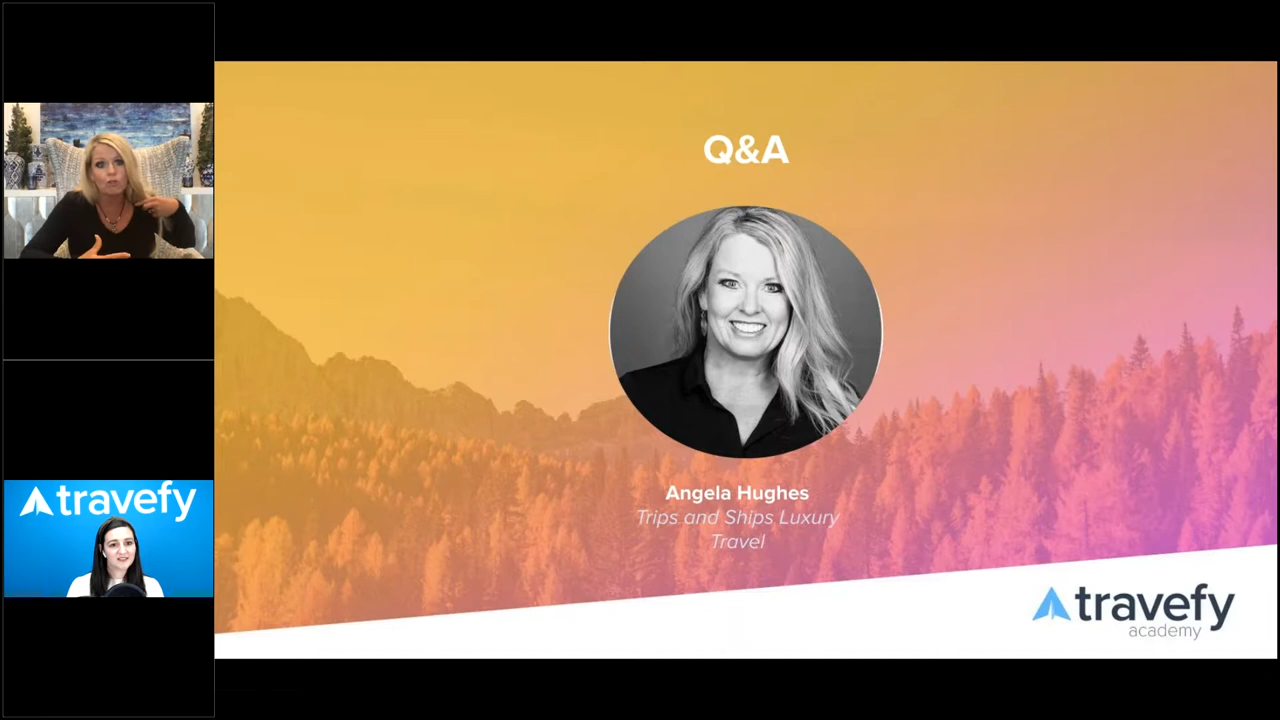 Q&A
Angela Hughes
Trips and Ships Luxury
Travel
travefy
travefy
academy